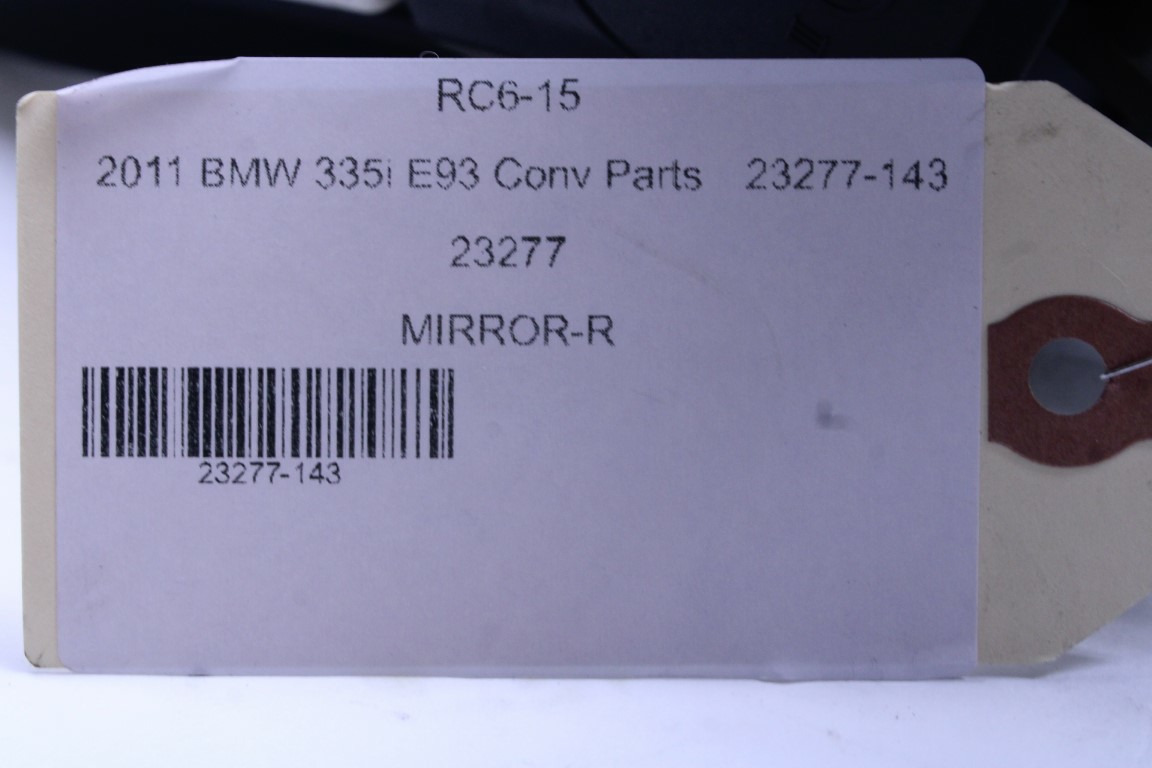 RC6-15
2011 BMW 335i E93 Conv Parts 23277-143
23277
MIRROR-R
23277-143